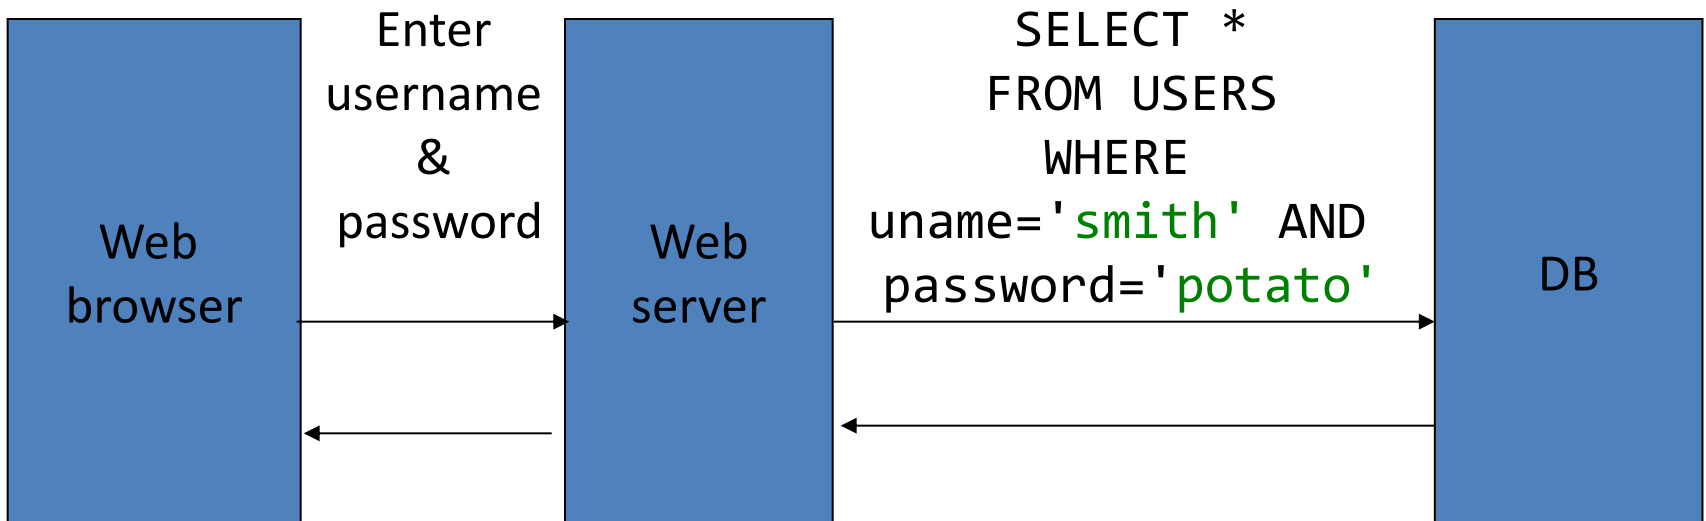 Web
browser
Enter
username
&
password
Web
server
SELECT *
FROM USERS
WHERE
uname='smith' AND
password='potato'
DB